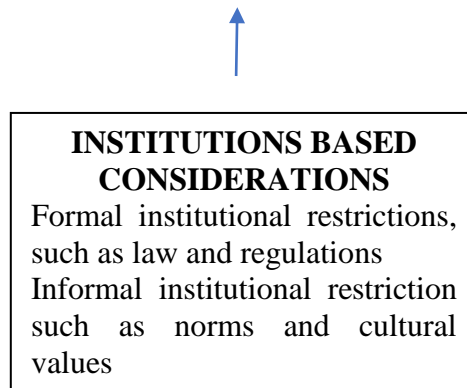 INSTITUTIONS BASED
CONSIDERATIONS
Formal institutional restrictions,
such as law and regulations
Informal institutional restriction
such as norms and cultural
values